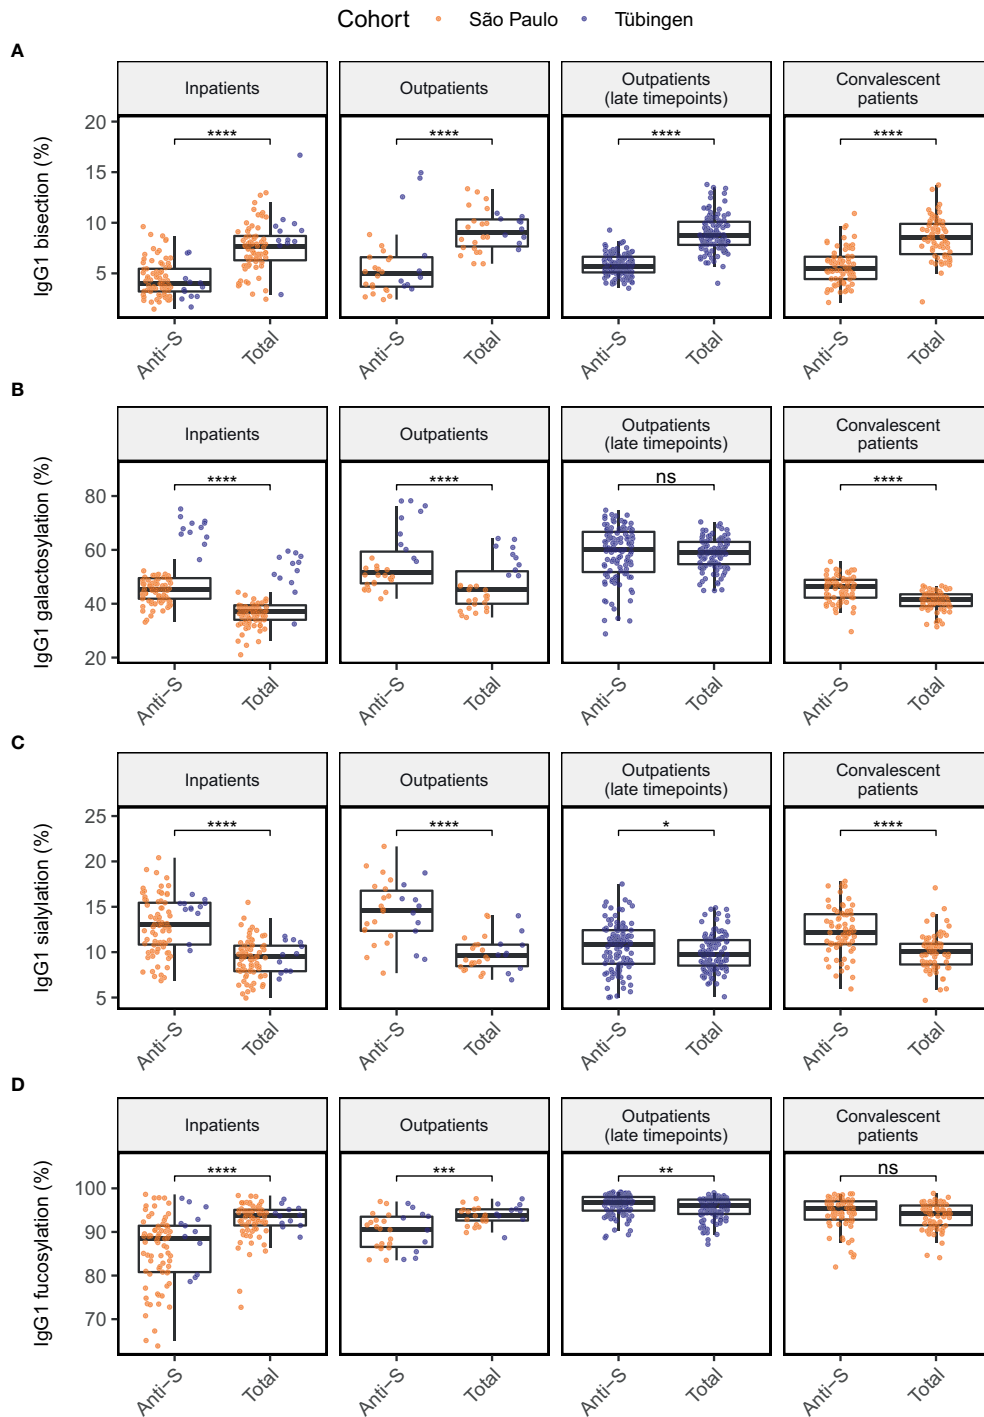 Cohort São Paulo Tübingen
A
Inpatients Outpatients Outpatients (late timepoints) Convalescent patients
IgG1 bisection (%)
20
15
10
5
**** **** **** ****
Anti-S Total Anti-S Total Anti-S Total Anti-S Total
B
Inpatients Outpatients Outpatients (late timepoints) Convalescent patients
IgG1 galactosylation (%)
80
60
40
20
**** **** ns ****
Anti-S Total Anti-S Total Anti-S Total Anti-S Total
C
Inpatients Outpatients Outpatients (late timepoints) Convalescent patients
IgG1 sialylation (%)
25
20
15
10
5
**** **** * ****
Anti-S Total Anti-S Total Anti-S Total Anti-S Total
D
Inpatients Outpatients Outpatients (late timepoints) Convalescent patients
IgG1 fucosylation (%)
100
90
80
70
**** *** ** ns
Anti-S Total Anti-S Total Anti-S Total Anti-S Total